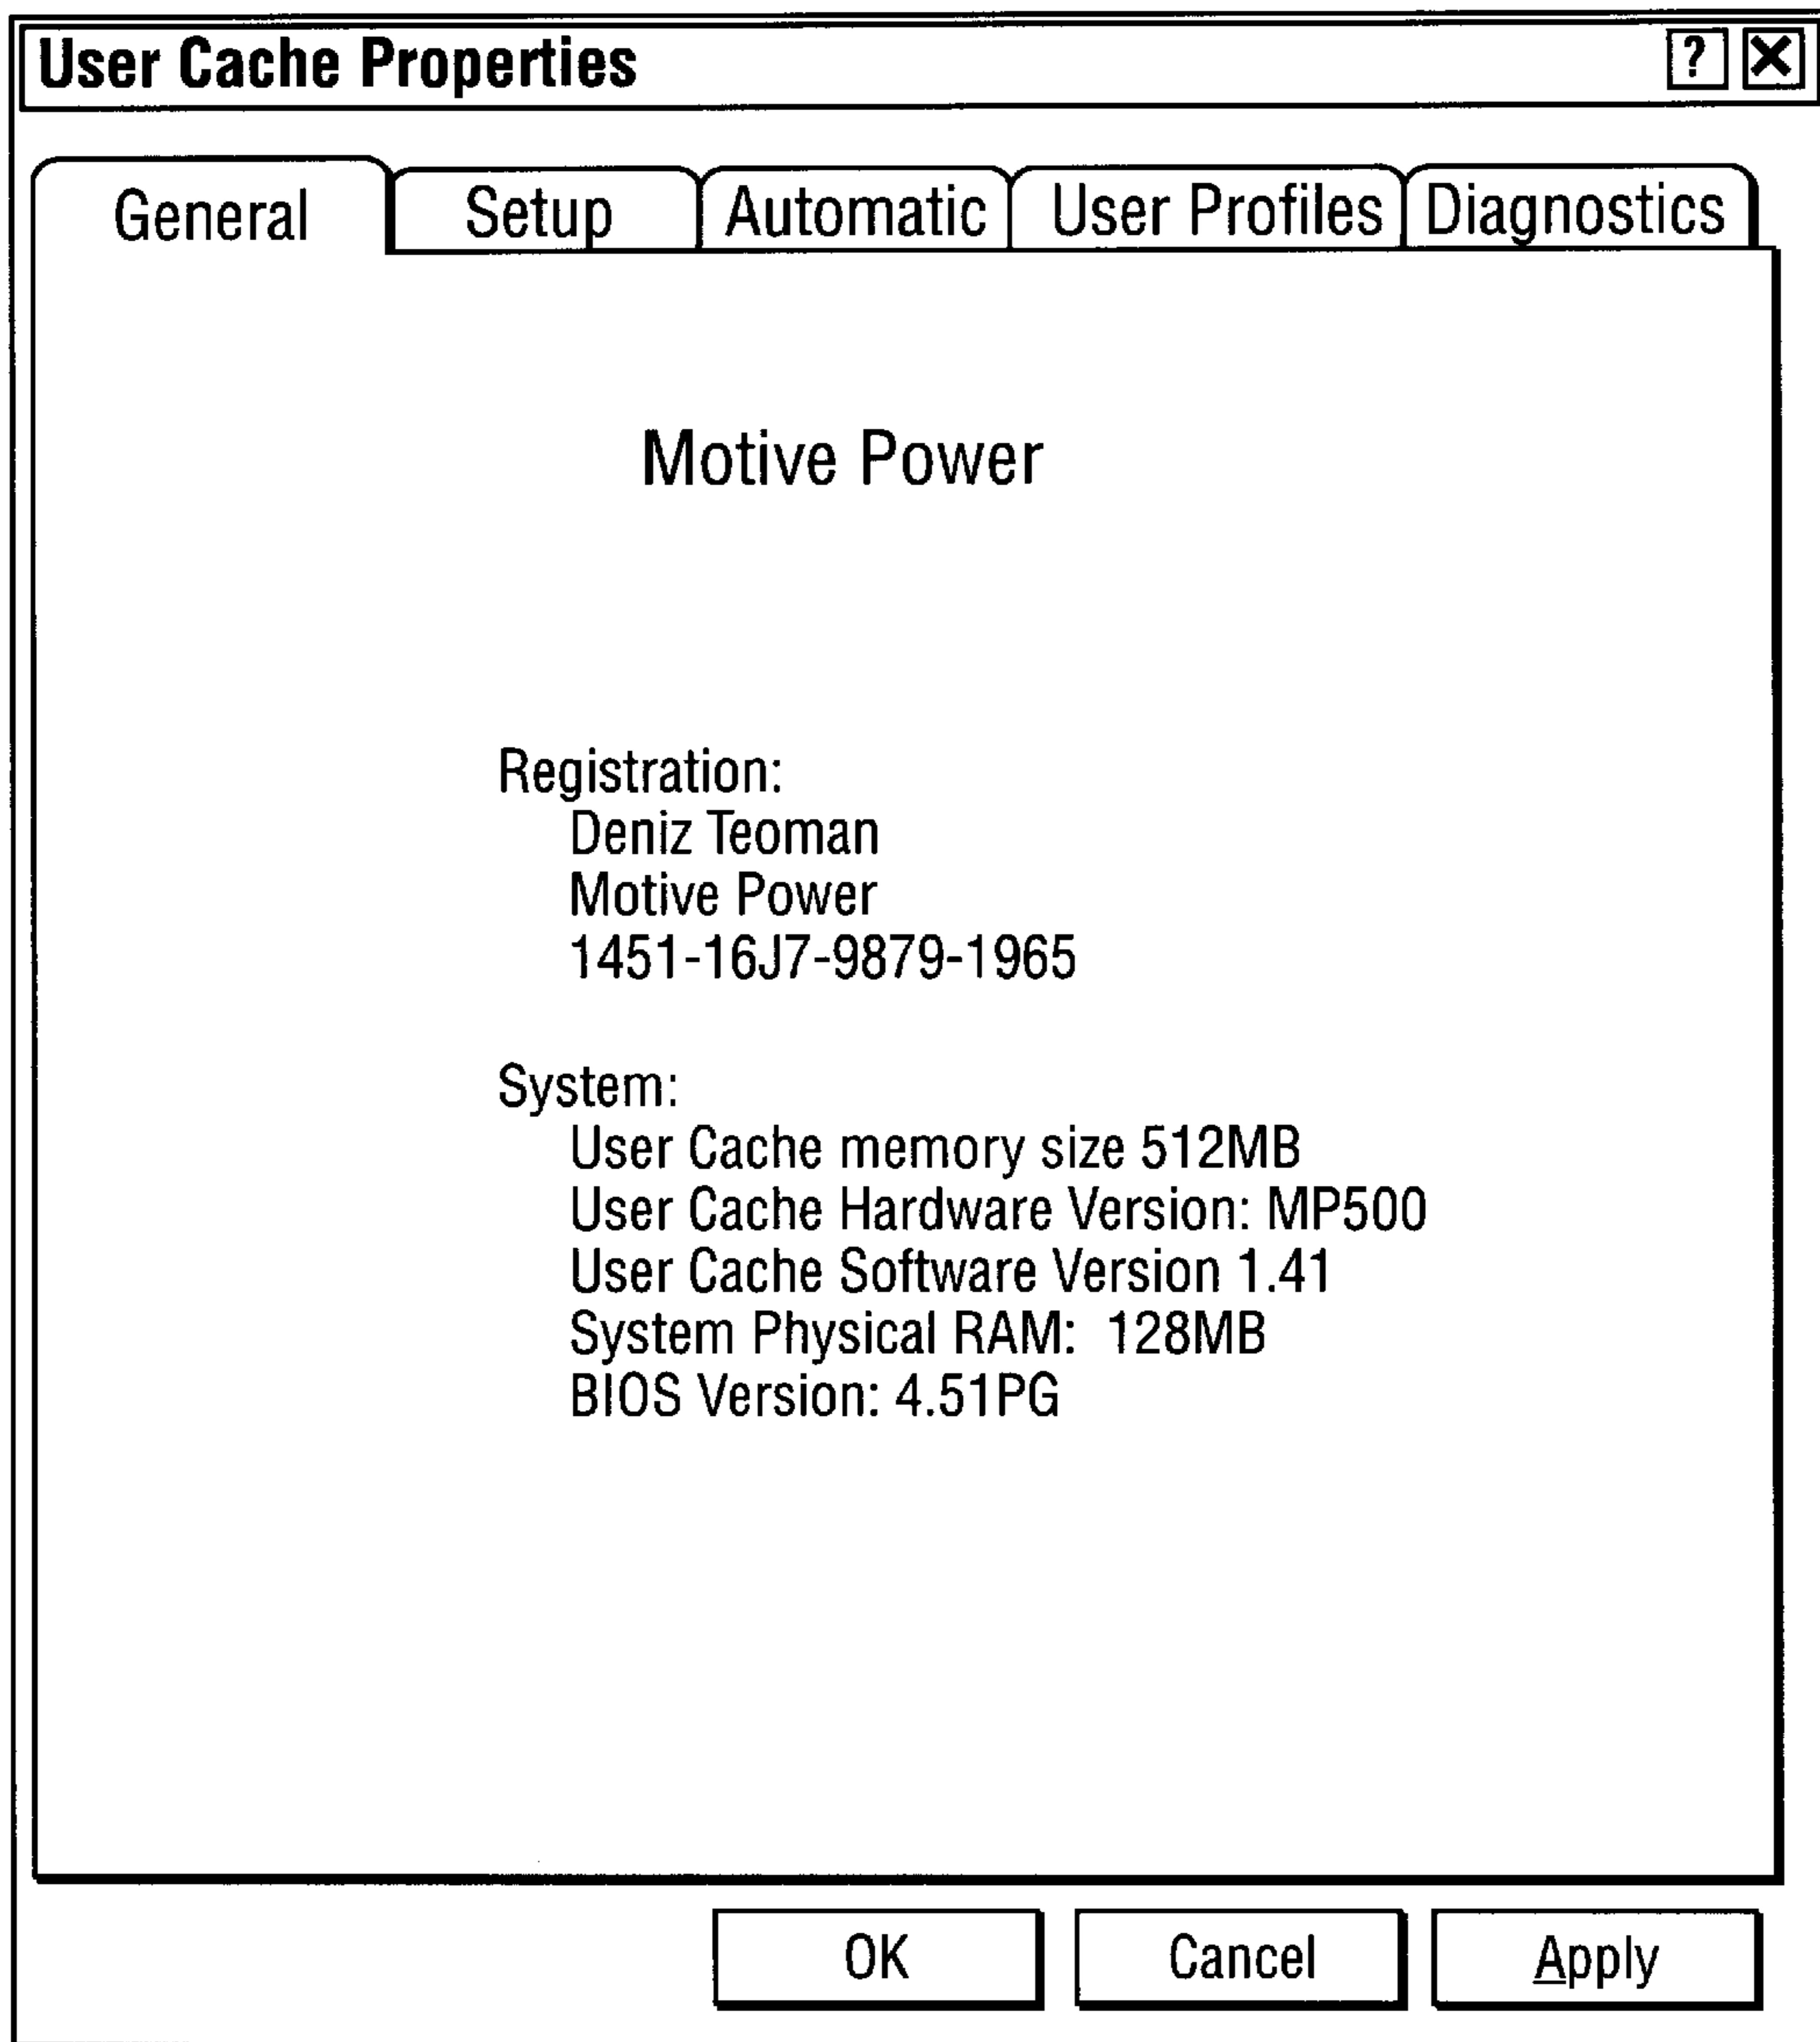 User Cache Properties ?
General Setup Automatic User Profiles Diagnostics
Motive Power
Registration:
Deniz Teoman
Motive Power
1451-16J7-9879-1965
System:
User Cache memory size 512MB
User Cache Hardware Version: MP500
User Cache Software Version 1.41
System Physical RAM: 128MB
BIOS Version: 4.51PG
OK Cancel Apply